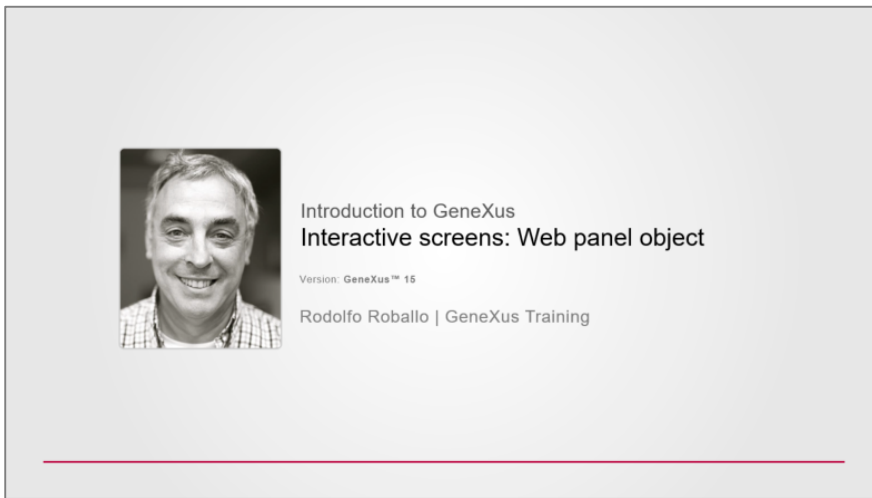 Introduction to GeneXus
Interactive screens: Web panel object
Version: GeneXus™ 15
Rodolfo Roballo | GeneXus Training